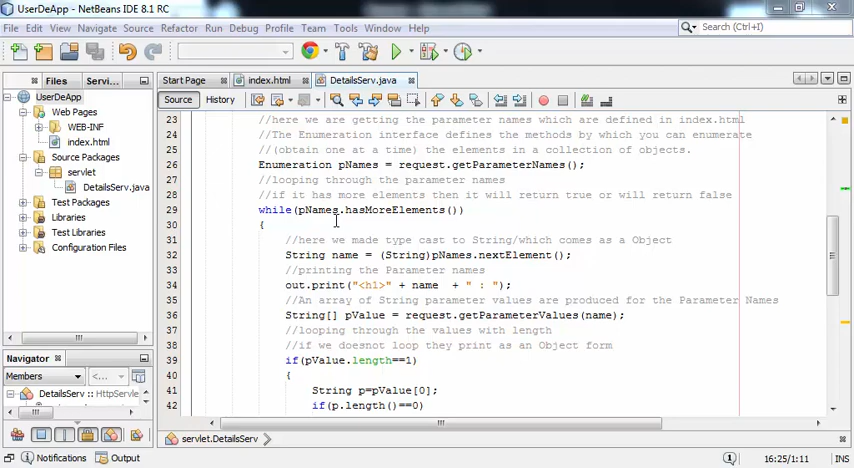 UserDeApp - NetBeans IDE 8.1 RC
File Edit View Navigate Source Refactor Run Debug Profile Team Tools Window Help
Search (Ctrl+I)
Files Servi...
Start Page index.html DetailsServ.java
Source History
UserDeApp
Web Pages
WEB-INF
index.html
Source Packages
servlet
DetailsServ.java
Test Packages
Libraries
Test Libraries
Configuration Files
23 //here we are getting the parameter names which are defined in index.html
24 //The Enumeration interface defines the methods by which you can enumerate
25 //(obtain one at a time) the elements in a collection of objects.
26 Enumeration pNames = request.getParameterNames();
27 //looping through the parameter names
28 //if it has more elements then it will return true or will return false
29 while(pNames.hasMoreElements())
30 {
31 //here we made type cast to String/which comes as a Object
32 String name = (String)pNames.nextElement();
33 //printing the Parameter names
34 out.print("<h1>" + name + " : ");
35 //An array of String parameter values are produced for the Parameter Names
36 String[] pValue = request.getParameterValues(name);
37 //looping through the values with length
38 //if we doesnot loop they print as an Object form
39 if(pValue.length==1)
40 {
41 String p=pValue[0];
42 if(p.length()==0)
Navigator
Members <...
DetailsServ :: HttpServle
servlet.DetailsServ
Notifications Output
1 16:25/1:11 INS